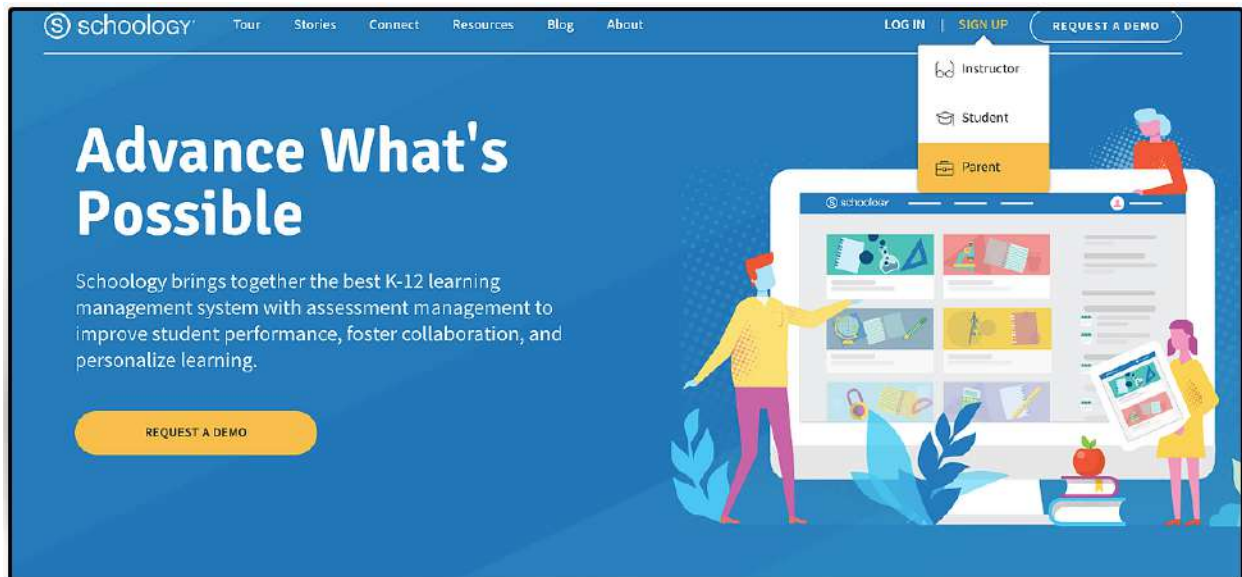 schoology
Tour Stories Connect Resources Blog About LOG IN | SIGN UP REQUEST A DEMO
Instructor
Student
Parent
Advance What's
Possible
Schoology brings together the best K-12 learning
management system with assessment management to
improve student performance, foster collaboration, and
personalize learning.
REQUEST A DEMO
schoology